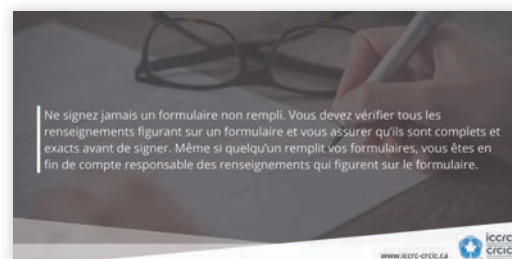 Ne signez jamais un formulaire non rempli. Vous devez vérifier tous les
renseignements figurant sur un formulaire et vous assurer qu'ils sont complets et
exacts avant de signer. Même si quelqu'un remplit vos formulaires, vous êtes en
fin de compte responsable des renseignements qui figurent sur le formulaire.
www.iccrc-crcic.ca
iccrc
crcic